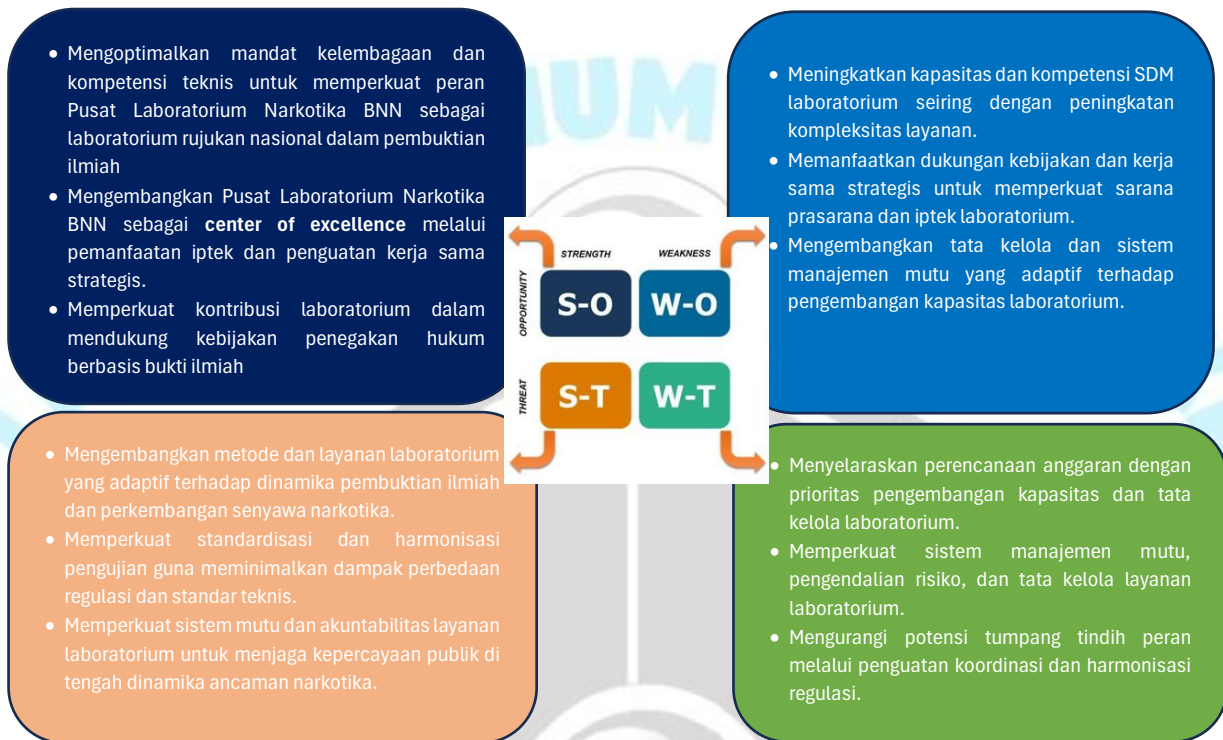 • Mengoptimalkan mandat kelembagaan dan
kompetensi teknis untuk memperkuat peran
Pusat Laboratorium Narkotika BNN sebagai
laboratorium rujukan nasional dalam pembuktian
ilmiah
• Mengembangkan Pusat Laboratorium Narkotika
BNN sebagai center of excellence melalui
pemanfaatan iptek dan penguatan kerja sama
strategis.
• Memperkuat kontribusi laboratorium dalam
mendukung kebijakan penegakan hukum
berbasis bukti ilmiah
• Meningkatkan kapasitas dan kompetensi SDM
laboratorium seiring dengan peningkatan
kompleksitas layanan.
• Memanfaatkan dukungan kebijakan dan kerja
sama strategis untuk memperkuat sarana
prasarana dan iptek laboratorium.
• Mengembangkan tata kelola dan sistem
manajemen mutu yang adaptif terhadap
pengembangan kapasitas laboratorium.
IUM
STRENGTH WEAKNESS
OPPORTUNITY
S-O W-O
THREAT
S-T W-T
• Mengembangkan metode dan layanan laboratorium
yang adaptif terhadap dinamika pembuktian ilmiah
dan perkembangan senyawa narkotika.
• Memperkuat standardisasi dan harmonisasi
pengujian guna meminimalkan dampak perbedaan
regulasi dan standar teknis.
• Memperkuat sistem mutu dan akuntabilitas layanan
laboratorium untuk menjaga kepercayaan publik di
tengah dinamika ancaman narkotika.
• Menyelaraskan perencanaan anggaran dengan
prioritas pengembangan kapasitas dan tata
kelola laboratorium.
• Memperkuat sistem manajemen mutu,
pengendalian risiko, dan tata kelola layanan
laboratorium.
• Mengurangi potensi tumpang tindih peran
melalui penguatan koordinasi dan harmonisasi
regulasi.